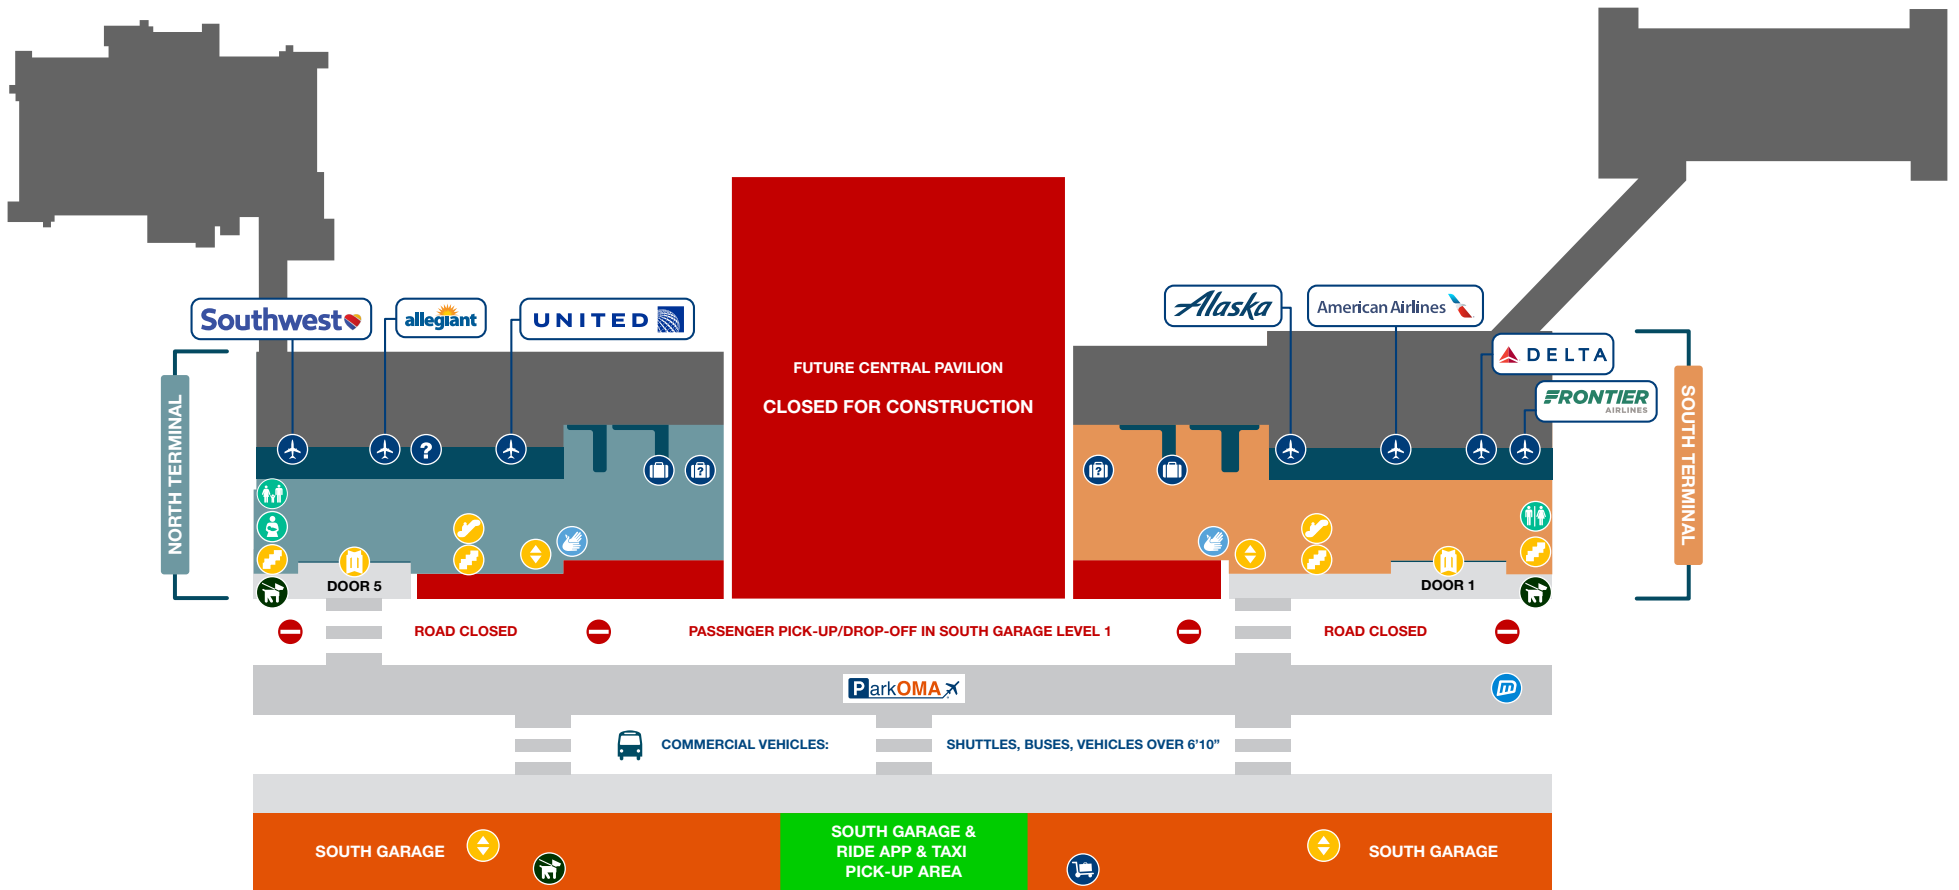 Southwest
allegiant
UNITED
Alaska
American Airlines
DELTA
FRONTIER
AIRLINES
NORTH TERMINAL
SOUTH TERMINAL
FUTURE CENTRAL PAVILION
CLOSED FOR CONSTRUCTION
?
?
?
DOOR 5
DOOR 1
ROAD CLOSED
PASSENGER PICK-UP/DROP-OFF IN SOUTH GARAGE LEVEL 1
ROAD CLOSED
ParkOMA
COMMERCIAL VEHICLES:
SHUTTLES, BUSES, VEHICLES OVER 6'10”
SOUTH GARAGE
SOUTH GARAGE &
RIDE APP & TAXI
PICK-UP AREA
SOUTH GARAGE